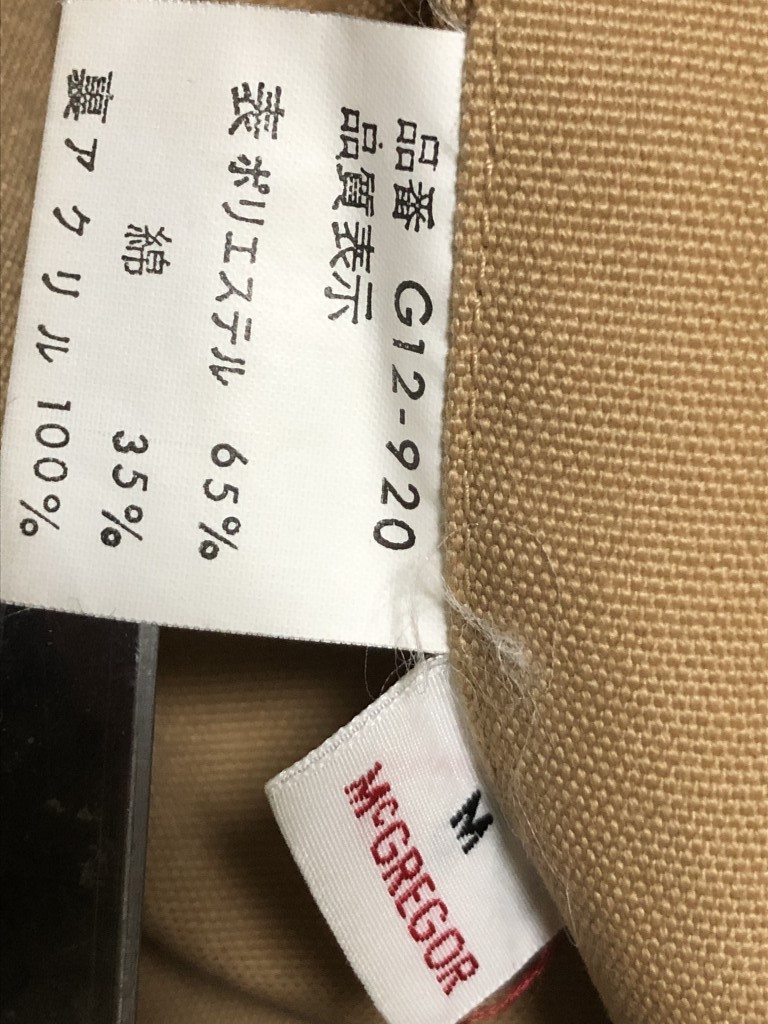 品番 G12-920
品質表示
表 ポリエステル 65%
綿 35%
裏 アクリル 100%
M
McGREGOR